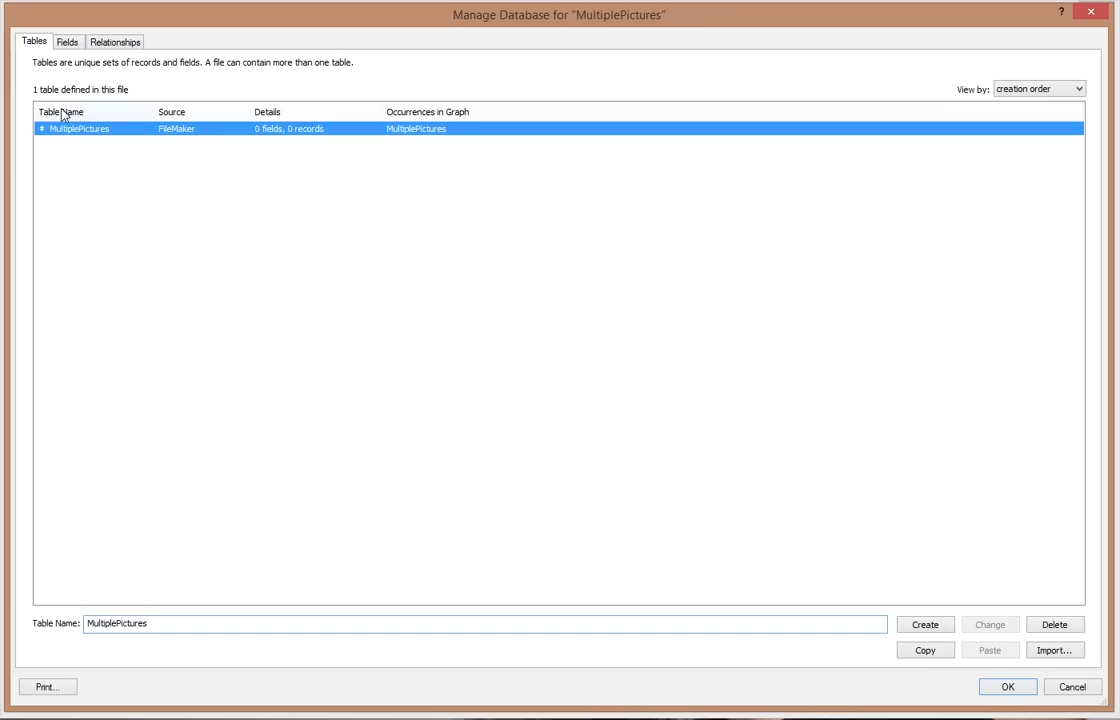 Manage Database for "MultiplePictures"
?
Tables Fields Relationships
Tables are unique sets of records and fields. A file can contain more than one table.
1 table defined in this file
View by: creation order
Table Name Source Details Occurrences in Graph
MultiplePictures FileMaker 0 fields, 0 records MultiplePictures
Table Name: MultiplePictures
Create Change Delete
Copy Paste Import...
Print... OK Cancel